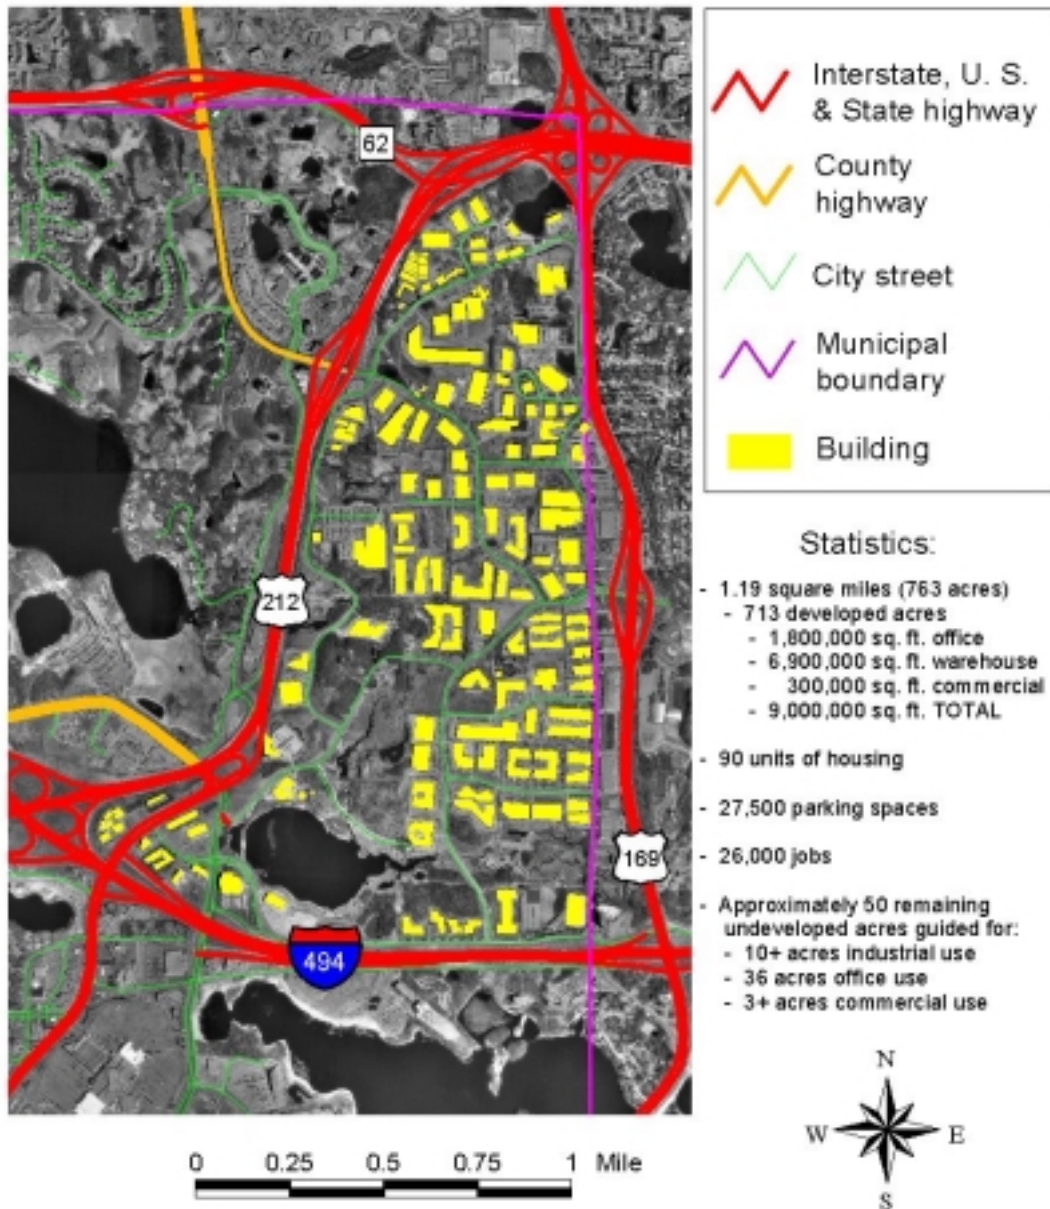 62
212
169
494
Interstate, U. S.
& State highway
County
highway
City street
Municipal
boundary
Building
Statistics:
- 1.19 square miles (763 acres)
- 713 developed acres
- 1,800,000 sq. ft. office
- 6,900,000 sq. ft. warehouse
- 300,000 sq. ft. commercial
- 9,000,000 sq. ft. TOTAL
- 90 units of housing
- 27,500 parking spaces
- 26,000 jobs
- Approximately 50 remaining
undeveloped acres guided for:
- 10+ acres industrial use
- 36 acres office use
- 3+ acres commercial use
N
W E
S
0 0.25 0.5 0.75 1 Mile